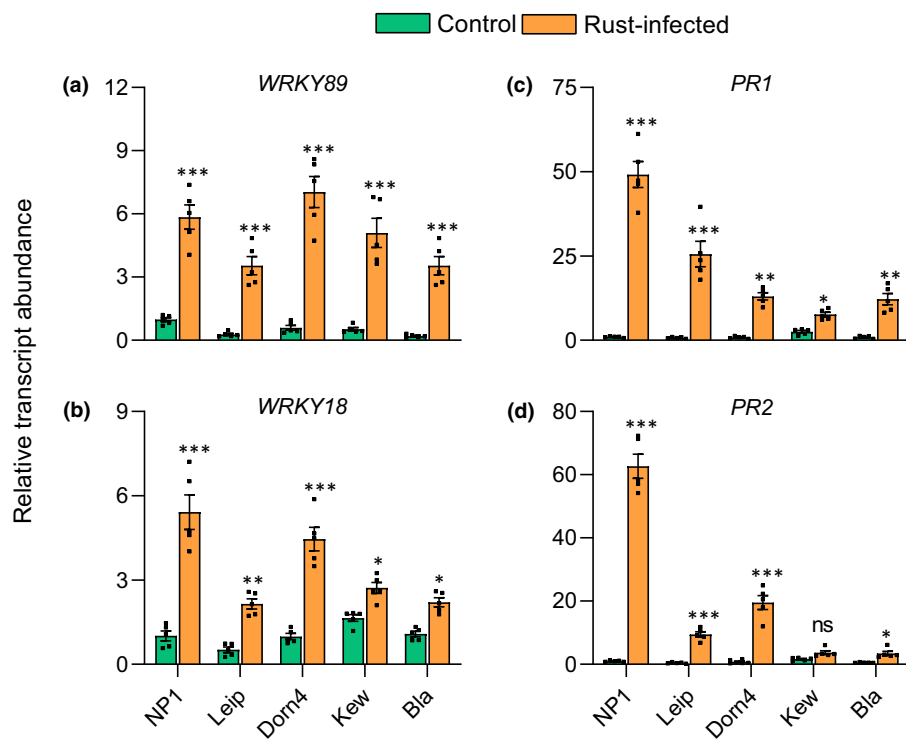 Control Rust-infected
Relative transcript abundance
(a) WRKY89
12
9
6
3
0
*** *** *** *** ***
(b) WRKY18
9
6
3
0
*** ** *** * *
NP1 Leip Dorn4 Kew Bla
(c) PR1
75
50
25
0
*** *** ** * **
(d) PR2
80
60
40
20
0
*** *** *** ns *
NP1 Leip Dorn4 Kew Bla